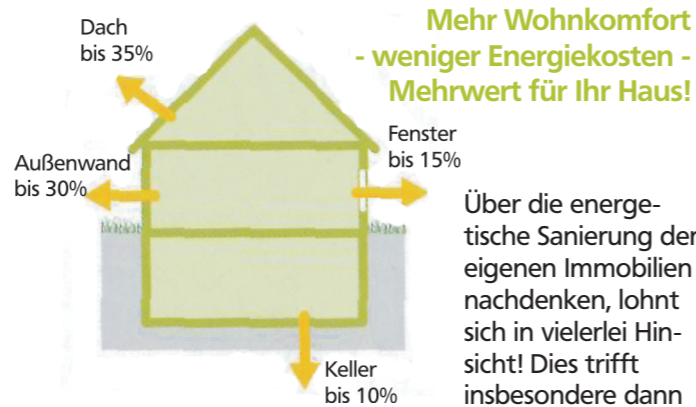 Mehr Wohnkomfort
- weniger Energiekosten -
Mehrwert für Ihr Haus!
Dach
bis 35%
Fenster
bis 15%
Außenwand
bis 30%
Keller
bis 10%
Über die energe-
tische Sanierung der
eigenen Immobilien
nachdenken, lohnt
sich in vielerlei Hin-
sicht! Dies trifft
insbesondere dann